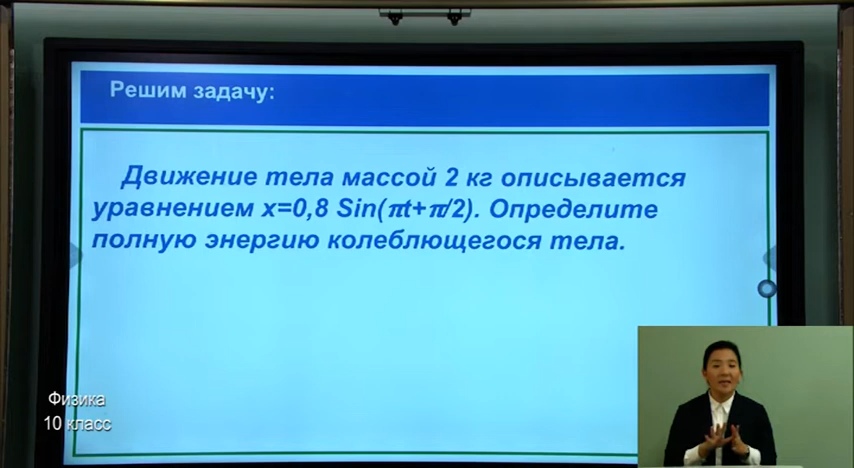 Решим задачу:
Движение тела массой 2 кг описывается
уравнением x=0,8 Sin(πt+π/2). Определите
полную энергию колеблющегося тела.
Физика
10 класс